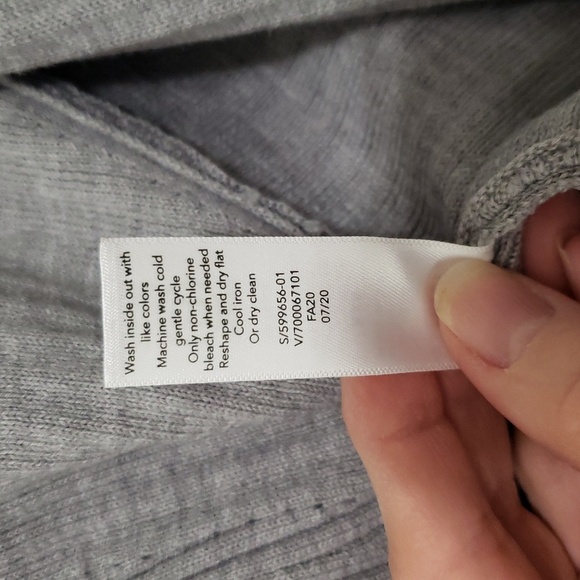 Wash inside out with
like colors
Machine wash cold
gentle cycle
Only non-chlorine
bleach when needed
Reshape and dry flat
Cool iron
Or dry clean
S/599656-01
V/700067101
FA20
07/20